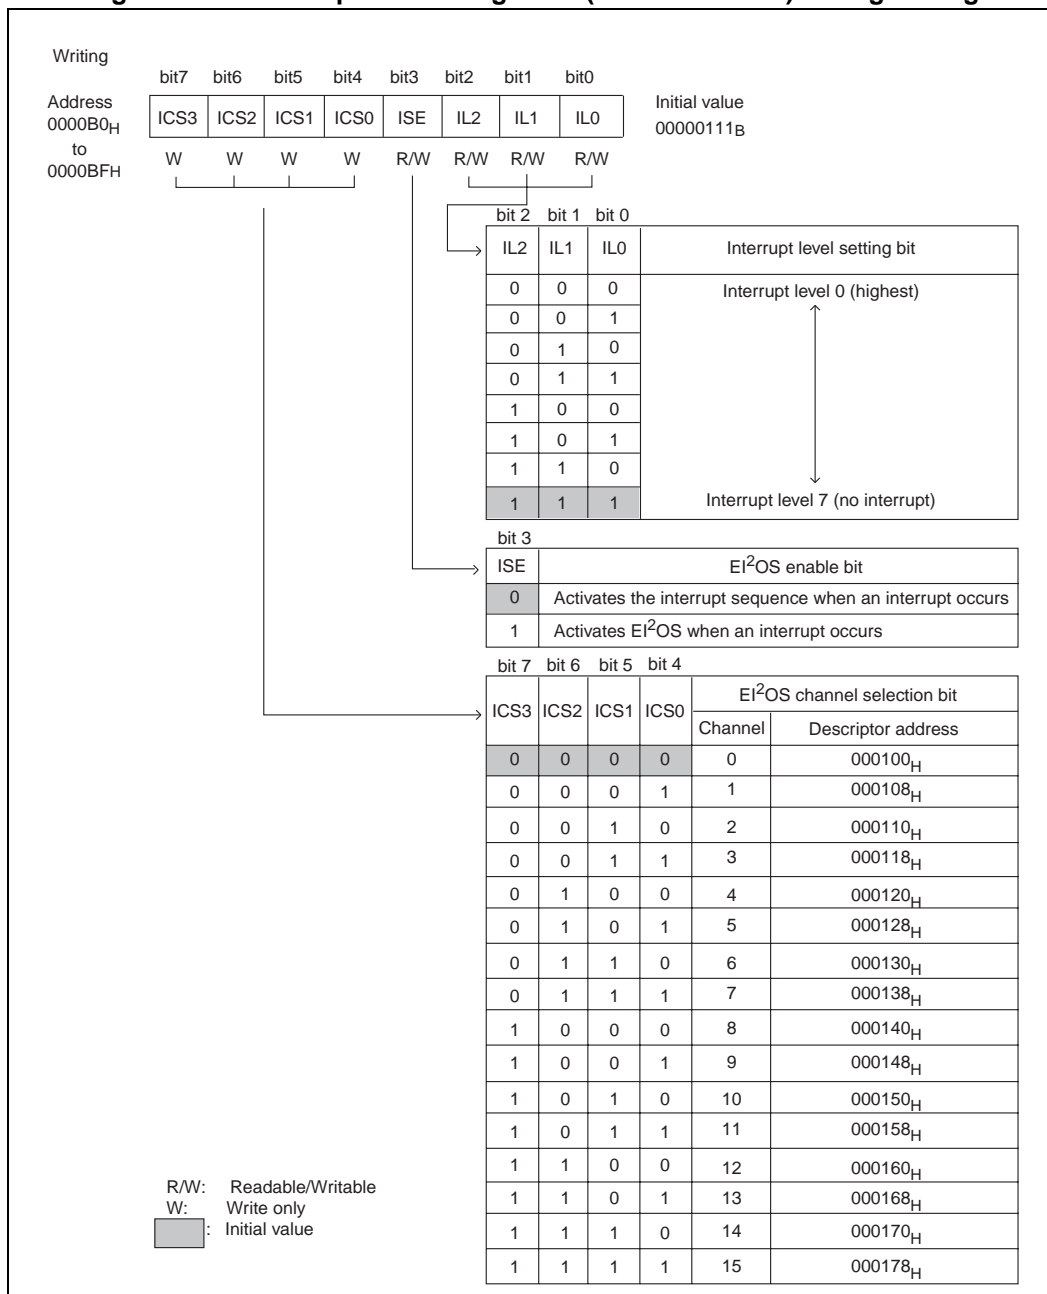 Writing
bit7 bit6 bit5 bit4 bit3 bit2 bit1 bit0
Address Initial value
0000B0H ICS3 ICS2 ICS1 ICS0 ISE IL2 IL1 IL0 00000111B
to
0000BFH W W W W R/W R/W R/W R/W
bit 2 bit 1 bit 0
IL2 IL1 IL0 Interrupt level setting bit
0 0 0 Interrupt level 0 (highest)
0 0 1
0 1 0
0 1 1
1 0 0
1 0 1
1 1 0
1 1 1 Interrupt level 7 (no interrupt)
bit 3
ISE EI2OS enable bit
0 Activates the interrupt sequence when an interrupt occurs
1 Activates EI2OS when an interrupt occurs
bit 7 bit 6 bit 5 bit 4
ICS3 ICS2 ICS1 ICS0 EI2OS channel selection bit
Channel Descriptor address
0 0 0 0 0 000100H
0 0 0 1 1 000108H
0 0 1 0 2 000110H
0 0 1 1 3 000118H
0 1 0 0 4 000120H
0 1 0 1 5 000128H
0 1 1 0 6 000130H
0 1 1 1 7 000138H
1 0 0 0 8 000140H
1 0 0 1 9 000148H
1 0 1 0 10 000150H
1 0 1 1 11 000158H
1 1 0 0 12 000160H
1 1 0 1 13 000168H
1 1 1 0 14 000170H
1 1 1 1 15 000178H
R/W: Readable/Writable
W: Write only
: Initial value